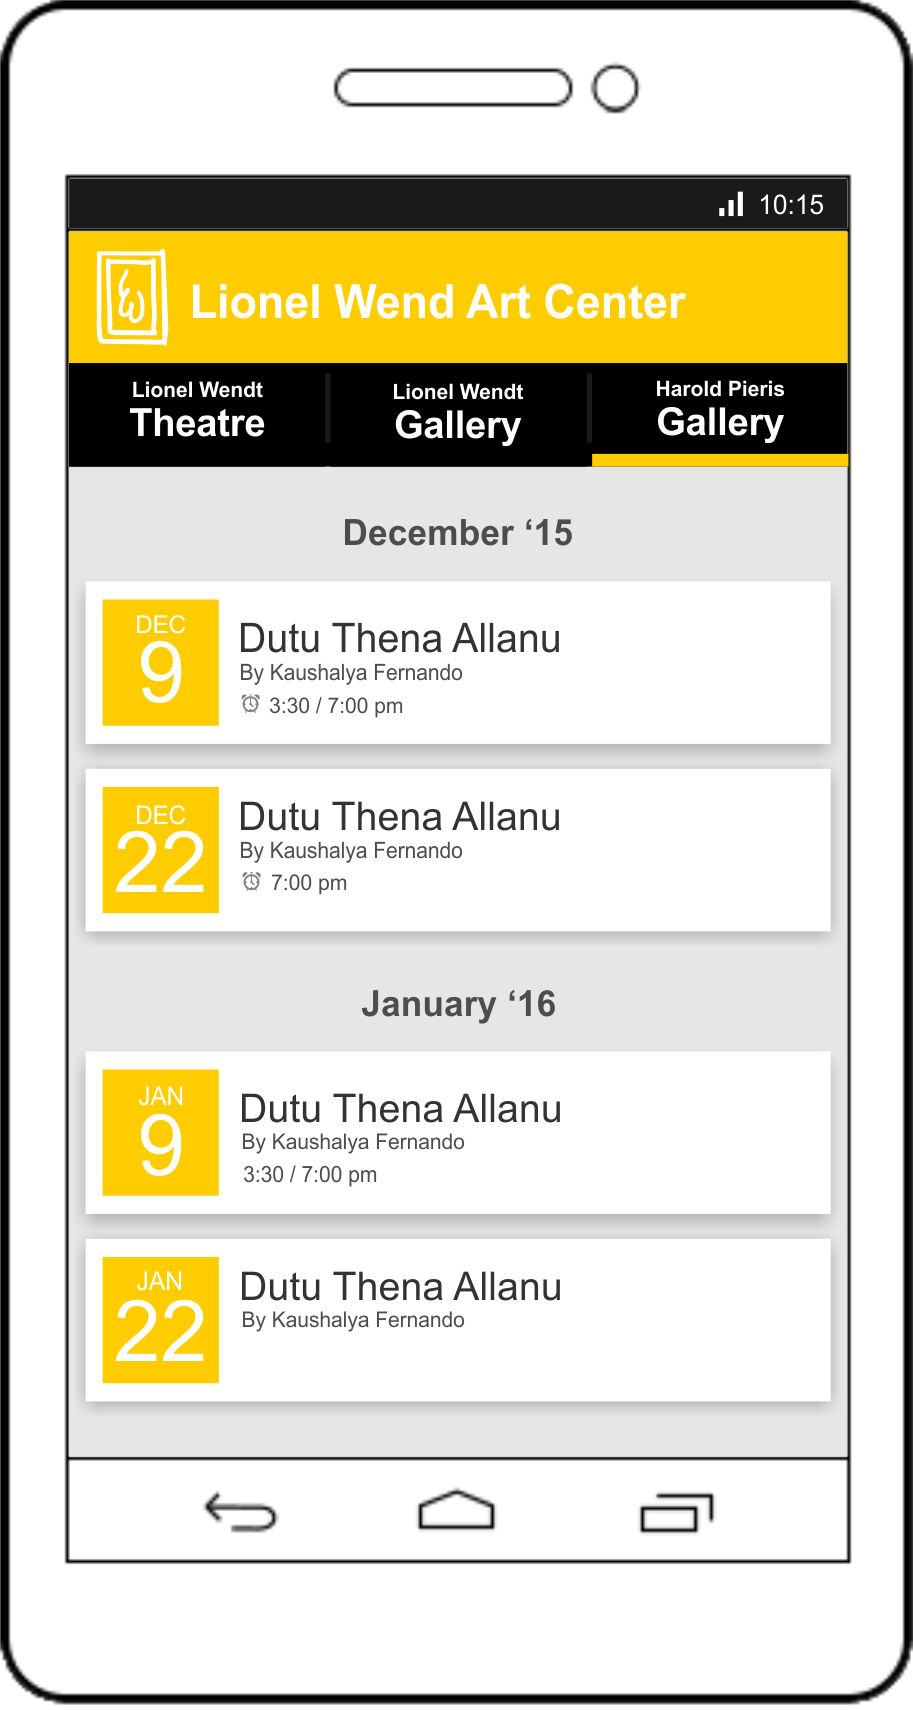 10:15
Lionel Wend Art Center
Lionel Wendt
Theatre
Lionel Wendt
Gallery
Harold Pieris
Gallery
December ‘15
DEC
9
Dutu Thena Allanu
By Kaushalya Fernando
3:30 / 7:00 pm
DEC
22
Dutu Thena Allanu
By Kaushalya Fernando
7:00 pm
January ‘16
JAN
9
Dutu Thena Allanu
By Kaushalya Fernando
3:30 / 7:00 pm
JAN
22
Dutu Thena Allanu
By Kaushalya Fernando